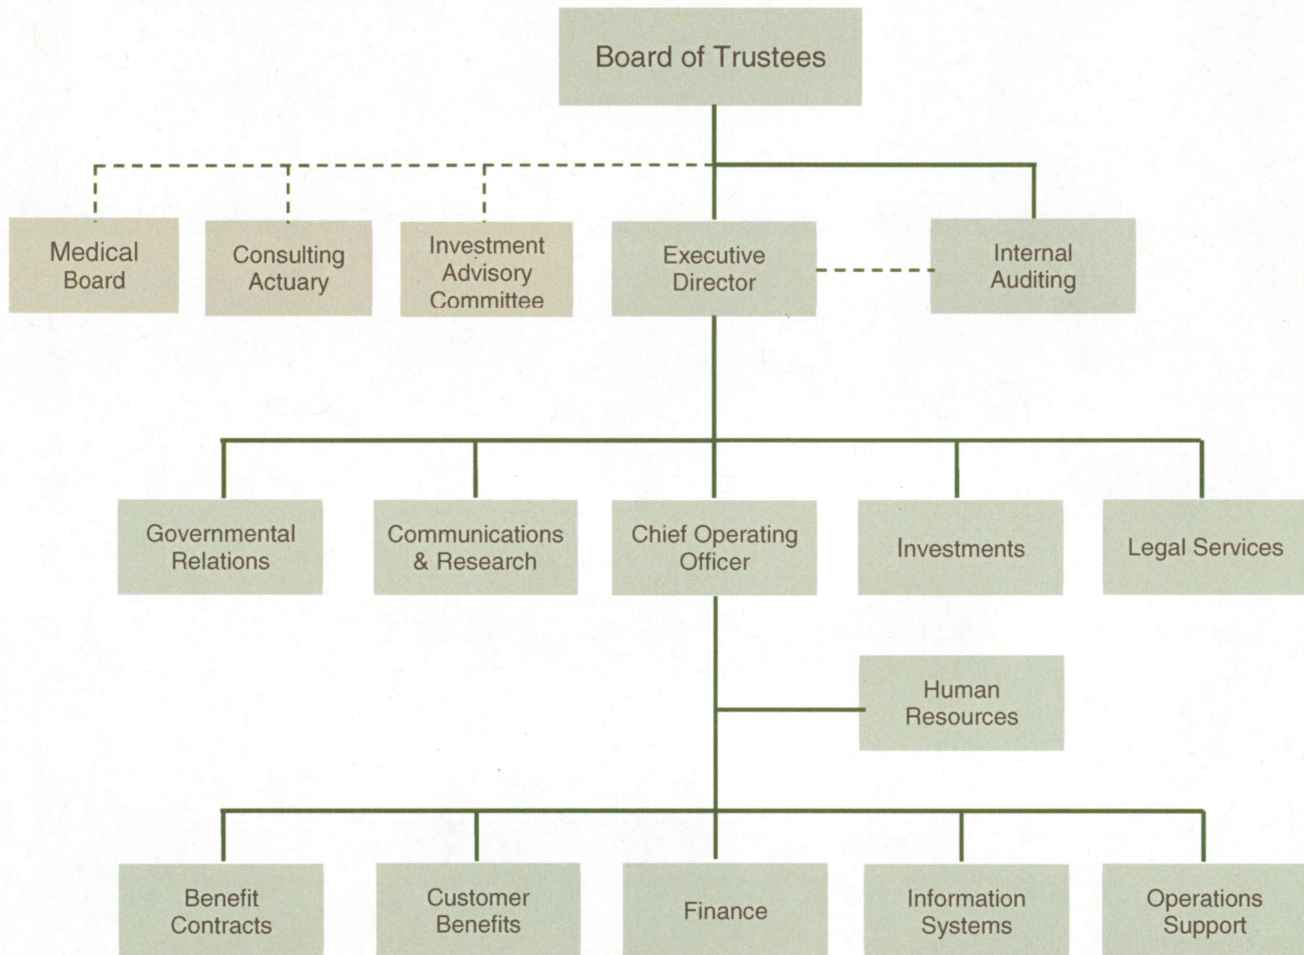 Board of Trustees
Medical
Board
Consulting
Actuary
Investment
Advisory
Committee
Executive
Director
Internal
Auditing
Governmental
Relations
Communications
& Research
Chief Operating
Officer
Investments
Legal Services
Human
Resources
Benefit
Contracts
Customer
Benefits
Finance
Information
Systems
Operations
Support